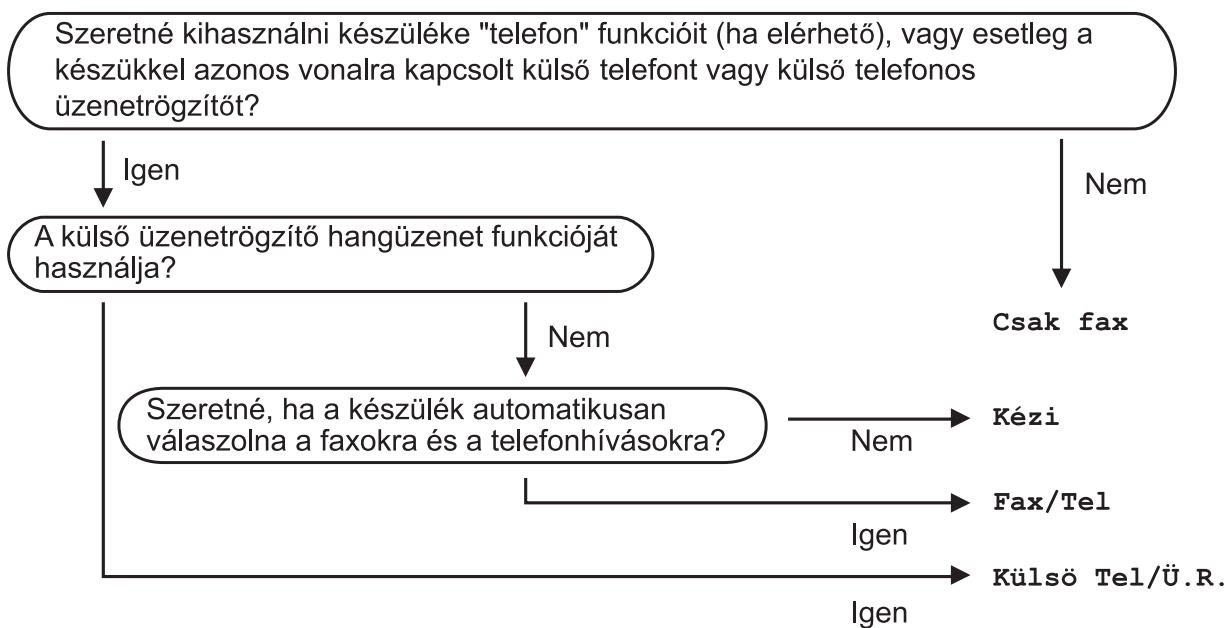 Szeretné kihasználni készüléke "telefon" funkcióit (ha elérhető), vagy esetleg a
készükkel azonos vonalra kapcsolt külső telefont vagy külső telefonos
üzenetrögzítőt?
Igen
Nem
A külső üzenetrögzítő hangüzenet funkcióját
használja?
Nem
Csak fax
Szeretné, ha a készülék automatikusan
válaszolna a faxokra és a telefonhívásokra?
Nem
Kézi
Igen
Fax/Tel
Igen
Külsö Tel/Ü.R.